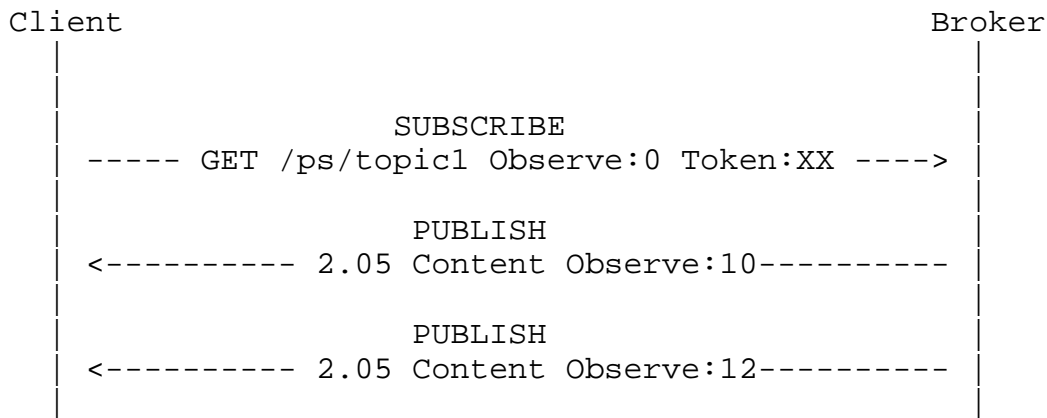 Client Broker
SUBSCRIBE
----- GET /ps/topic1 Observe:0 Token:XX ---->
PUBLISH
<---------- 2.05 Content Observe:10----------
PUBLISH
<---------- 2.05 Content Observe:12----------